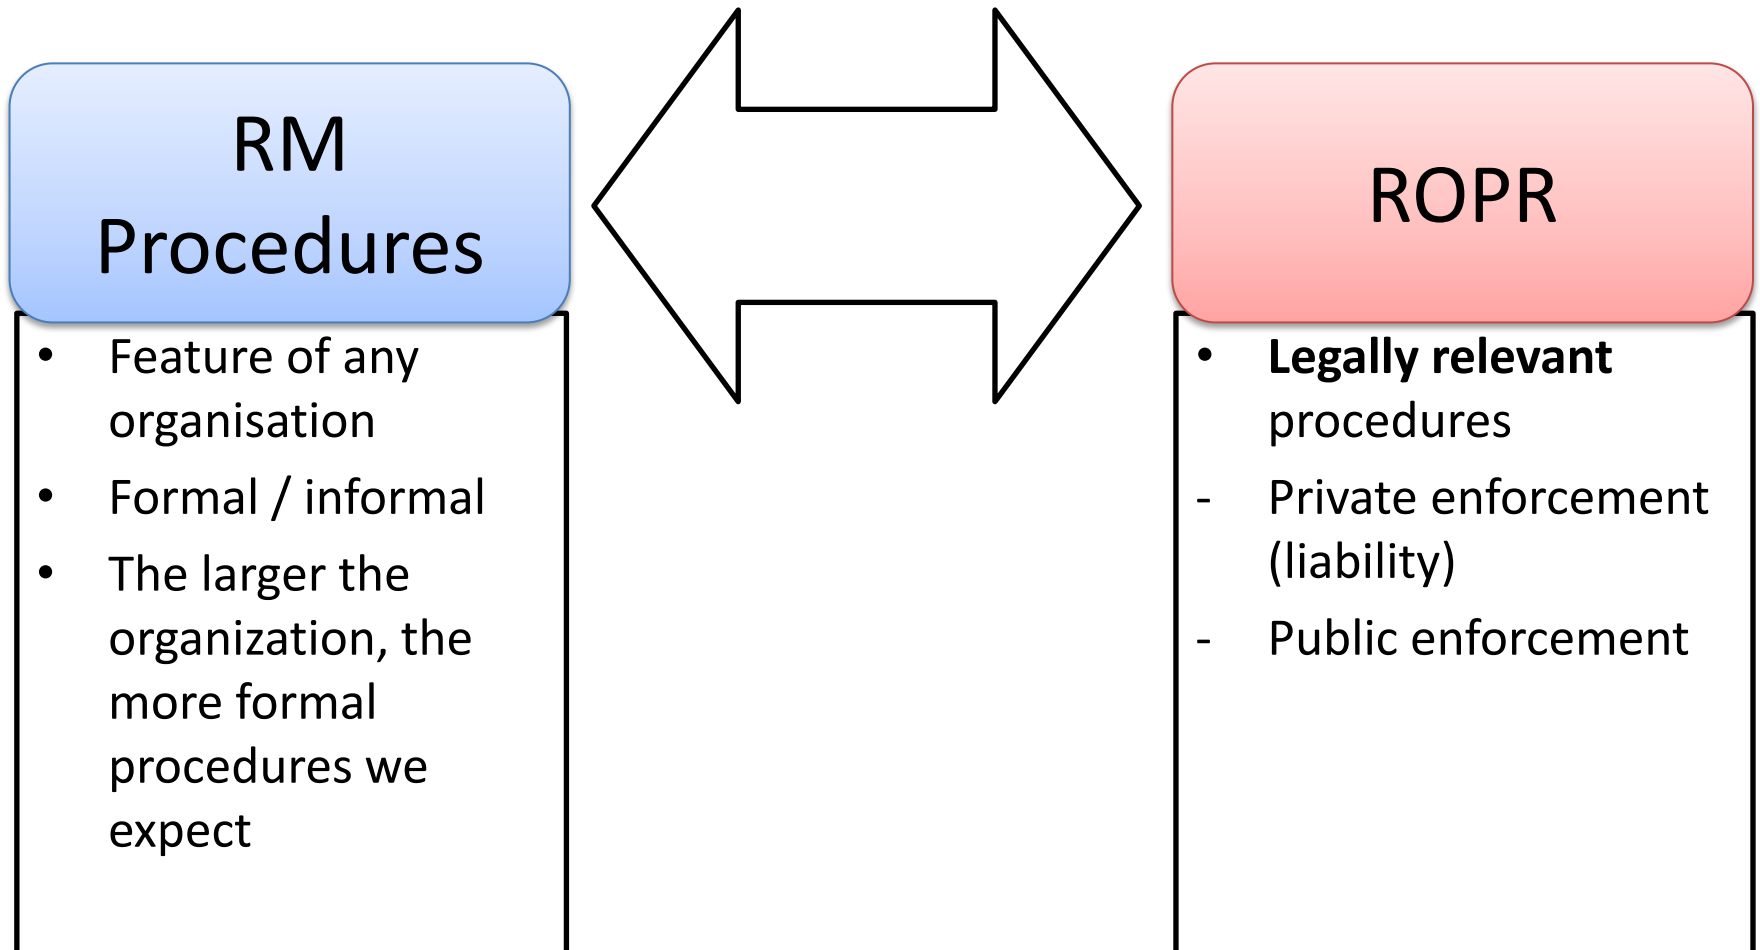 RM
Procedures
• Feature of any
organisation
• Formal / informal
• The larger the
organization, the
more formal
procedures we
expect
ROPR
• Legally relevant
procedures
- Private enforcement
(liability)
- Public enforcement